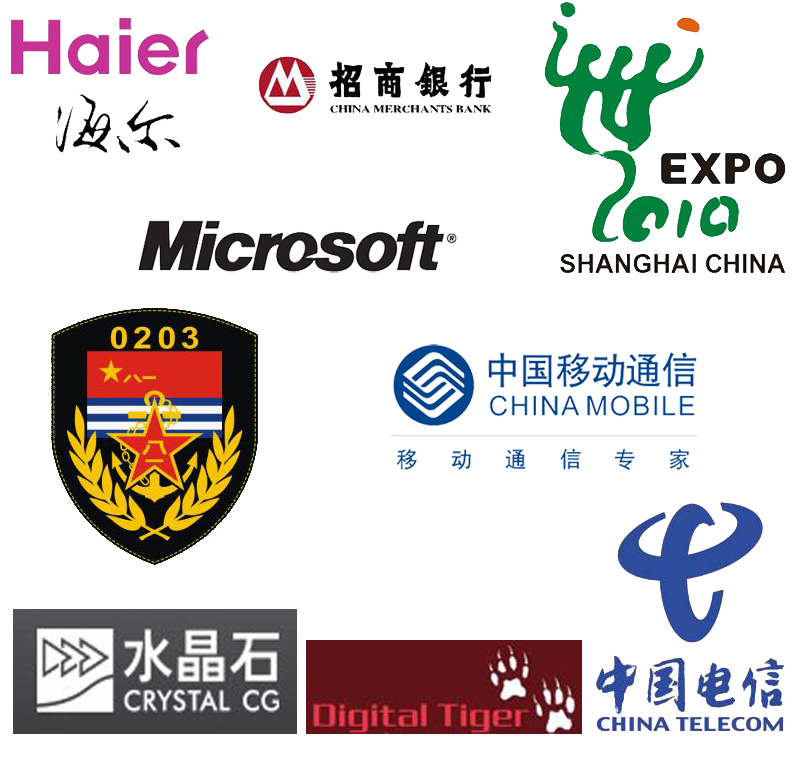 Haier
海尔
招商銀行
CHINA MERCHANTS BANK
EXPO
2010
SHANGHAI CHINA
Microsoft®
0203
八一
八一
中国移动通信
CHINA MOBILE
移动通信专家
水晶石
CRYSTAL CG
Digital Tiger
中国电信
CHINA TELECOM